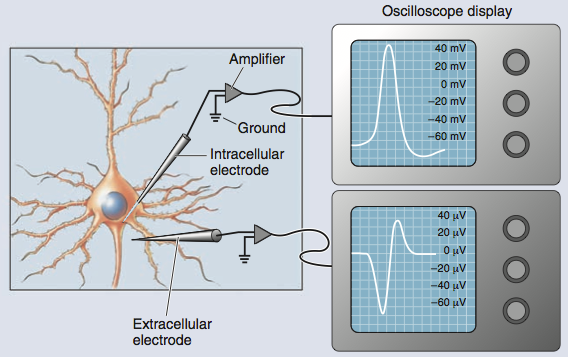 Oscilloscope display
Amplifier
Ground
Intracellular
electrode
Extracellular
electrode
40 mV
20 mV
0 mV
–20 mV
–40 mV
–60 mV
40 µV
20 µV
0 µV
–20 µV
–40 µV
–60 µV